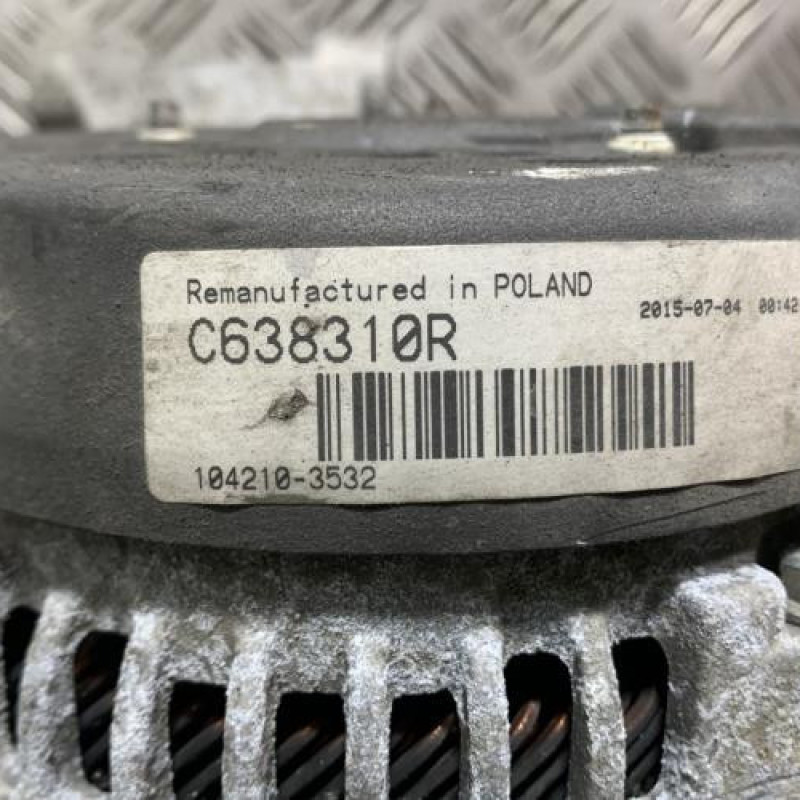 Remanufactured in POLAND
2015-07-04 00:42
C638310R
104210-3532